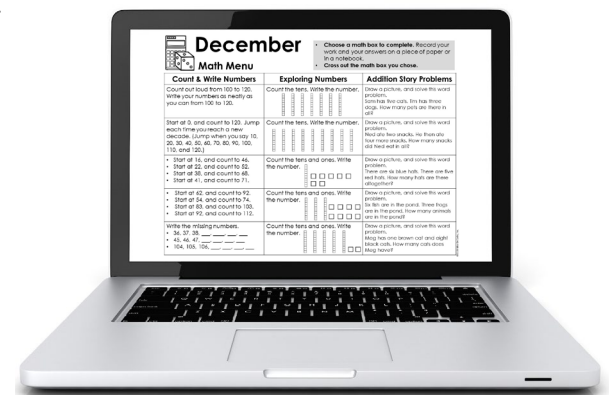 December
Math Menu
• Choose a math box to complete. Record your
work and your answers on a piece of paper or
in a notebook.
• Cross out the math box you chose.
Count & Write Numbers
Exploring Numbers
Addition Story Problems
Count out loud from 100 to 120.
Write your numbers as neatly as
you can from 100 to 120.
Count the tens. Write the number.
Draw a picture, and solve this word
problem.
Sam has five cats. Tim has three
dogs. How many pets are there in
all?
Start at 0, and count to 120. Jump
each time you reach a new
decade. (Jump when you say 10,
20, 30, 40, 50, 60, 70, 80, 90, 100,
110, and 120.)
Count the tens. Write the number.
Draw a picture, and solve this word
problem.
Ned ate two snacks. He then ate
four more snacks. How many snacks
did Ned eat in all?
• Start at 16, and count to 46.
• Start at 22, and count to 52.
• Start at 38, and count to 68.
• Start at 41, and count to 71.
Count the tens and ones. Write
the number.
Draw a picture, and solve this word
problem.
There are six blue hats. There are five
red hats. How many hats are there
altogether?
• Start at 62, and count to 92.
• Start at 54, and count to 74.
• Start at 83, and count to 103.
• Start at 92, and count to 112.
Count the tens and ones. Write
the number.
Draw a picture, and solve this word
problem.
Six fish are in the pond. Three frogs
are in the pond. How many animals
are in the pond?
Write the missing numbers.
• 36, 37, 38, ___, ___, ___, ___
• 45, 46, 47, ___, ___, ___, ___
• 104, 105, 106, ___, ___, ___, ___
Count the tens and ones. Write
the number.
Draw a picture, and solve this word
problem.
Meg has one brown cat and eight
black cats. How many cats does
Meg have?